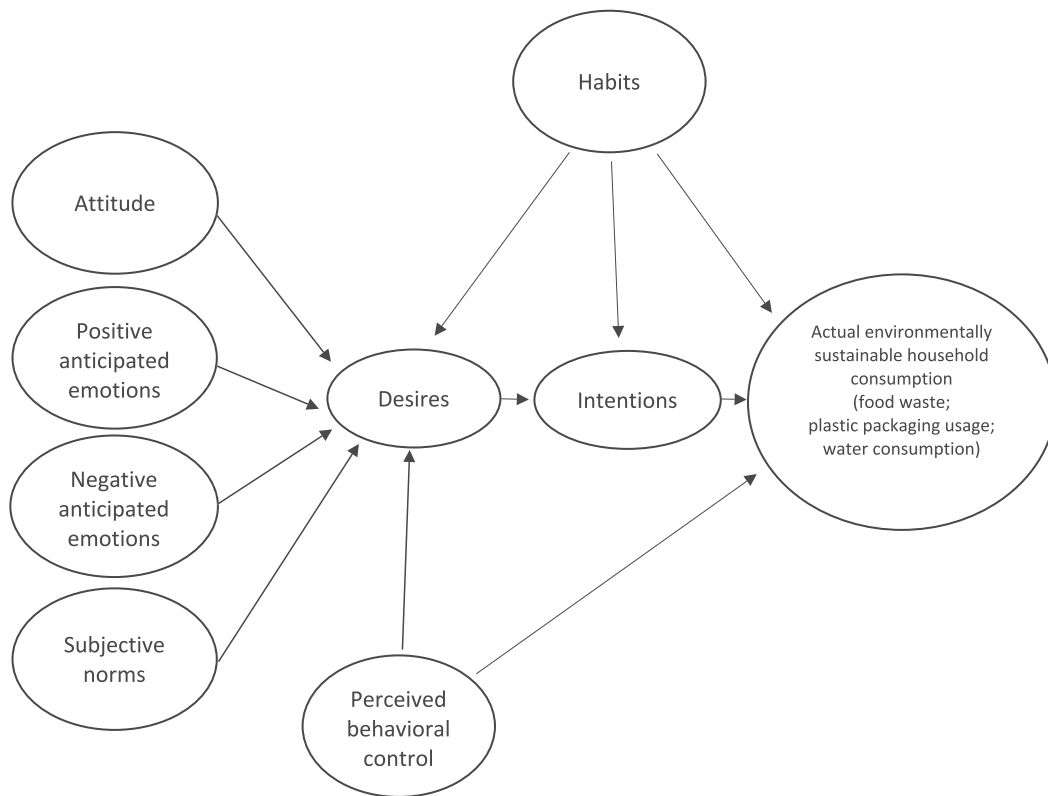 Habits
Attitude
Positive
anticipated
emotions
Negative
anticipated
emotions
Subjective
norms
Desires
Intentions
Actual environmentally
sustainable household
consumption
(food waste;
plastic packaging usage;
water consumption)
Perceived
behavioral
control